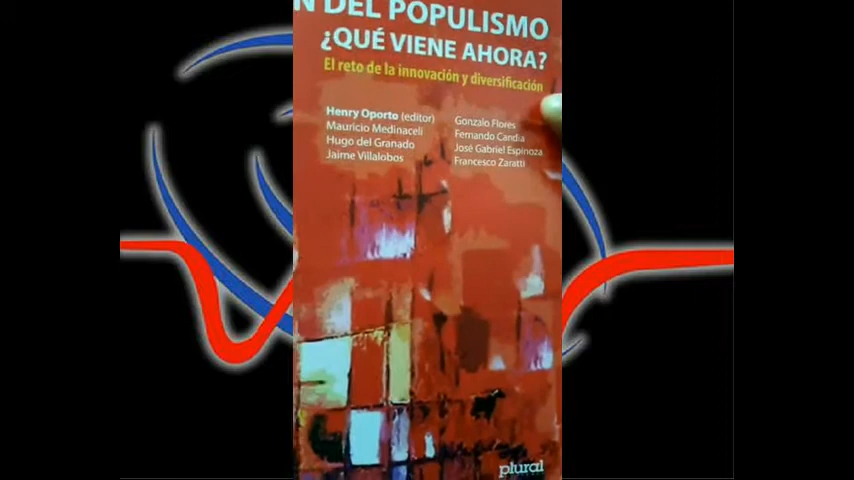 N DEL POPULISMO
¿QUÉ VIENE AHORA?
El reto de la innovación y diversificación
Henry Oporto (editor)
Mauricio Medinaceli
Hugo del Granado
Jaime Villalobos
Gonzalo Flores
Fernando Candia
José Gabriel Espinoza
Francesco Zaratti
plural